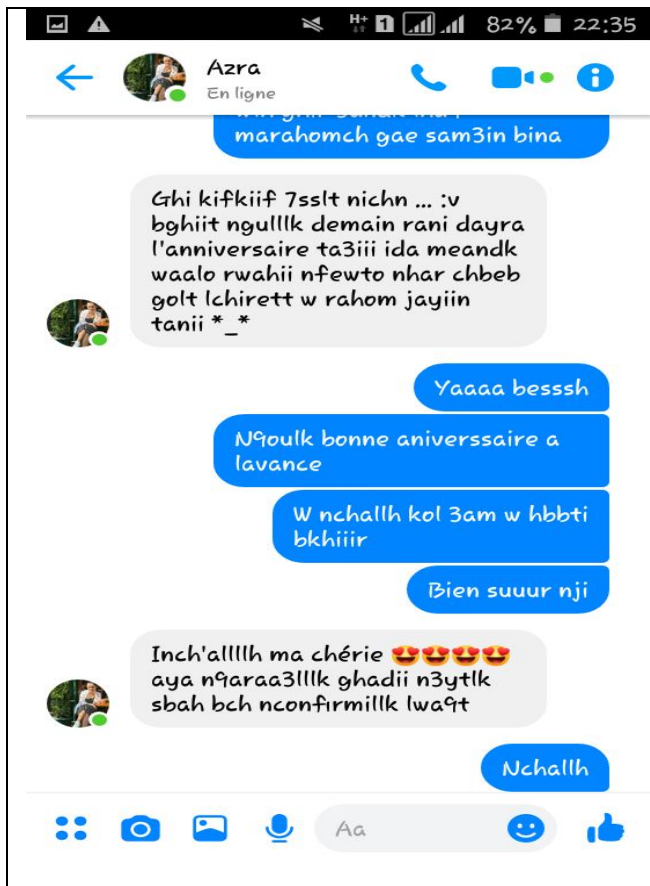 H+ 1 82% 22:35
Azra
En ligne
marahomch gae sam3in bina
Ghi kifkiif 7sslt nichn ... :v
bghiit ngulllk demain rani dayra
l'anniversaire ta3iii ida meandk
waalo rwahii nfewto nhar chbeb
golt lchirett w rahom jayiin
tanii *_*
Yaaaa besssh
N9oulk bonne aniverssaire a
lavance
W nchallh kol 3am w hbbti
bkhiiir
Bien suuur nji
Inch'allllh ma chérie 😍😍😍😍
aya n9araa3lllk ghadii n3ytlk
sbah bch nconfirmillk lwa9t
Nchallh
Aa